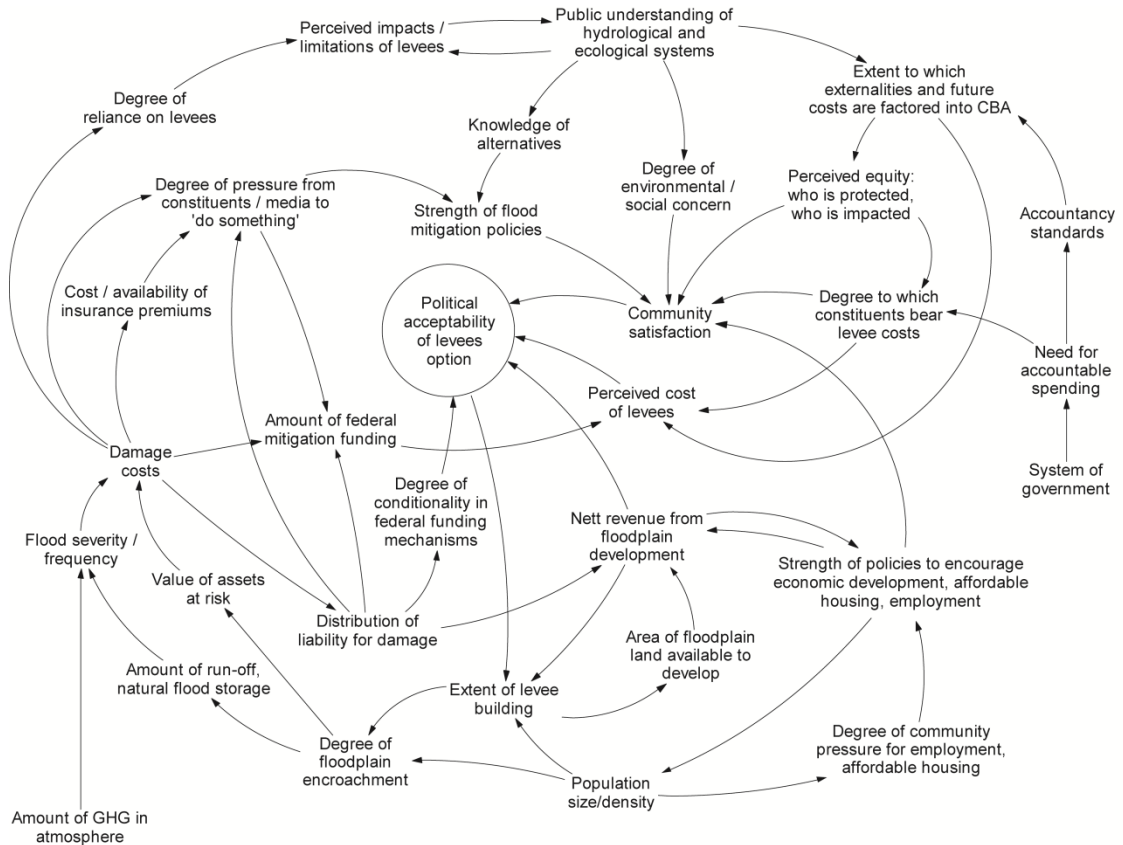 Perceived impacts /
limitations of levees
Public understanding of
hydrological and
ecological systems
Extent to which
externalities and future
costs are factored into CBA
Degree of
reliance on levees
Knowledge of
alternatives
Degree of
environmental /
social concern
Perceived equity:
who is protected,
who is impacted
Accountancy
standards
Degree of pressure from
constituents / media to
'do something'
Strength of flood
mitigation policies
Cost / availability of
insurance premiums
Political
acceptability
of levees
option
Community
satisfaction
Degree to which
constituents bear
levee costs
Need for
accountable
spending
Perceived cost
of levees
Amount of federal
mitigation funding
Damage
costs
System of
government
Degree of
conditionality in
federal funding
mechanisms
Nett revenue from
floodplain
development
Flood severity /
frequency
Value of assets
at risk
Strength of policies to encourage
economic development, affordable
housing, employment
Distribution of
liability for damage
Area of floodplain
land available to
develop
Amount of run-off,
natural flood storage
Extent of levee
building
Degree of
floodplain
encroachment
Degree of community
pressure for employment,
affordable housing
Population
size/density
Amount of GHG in
atmosphere